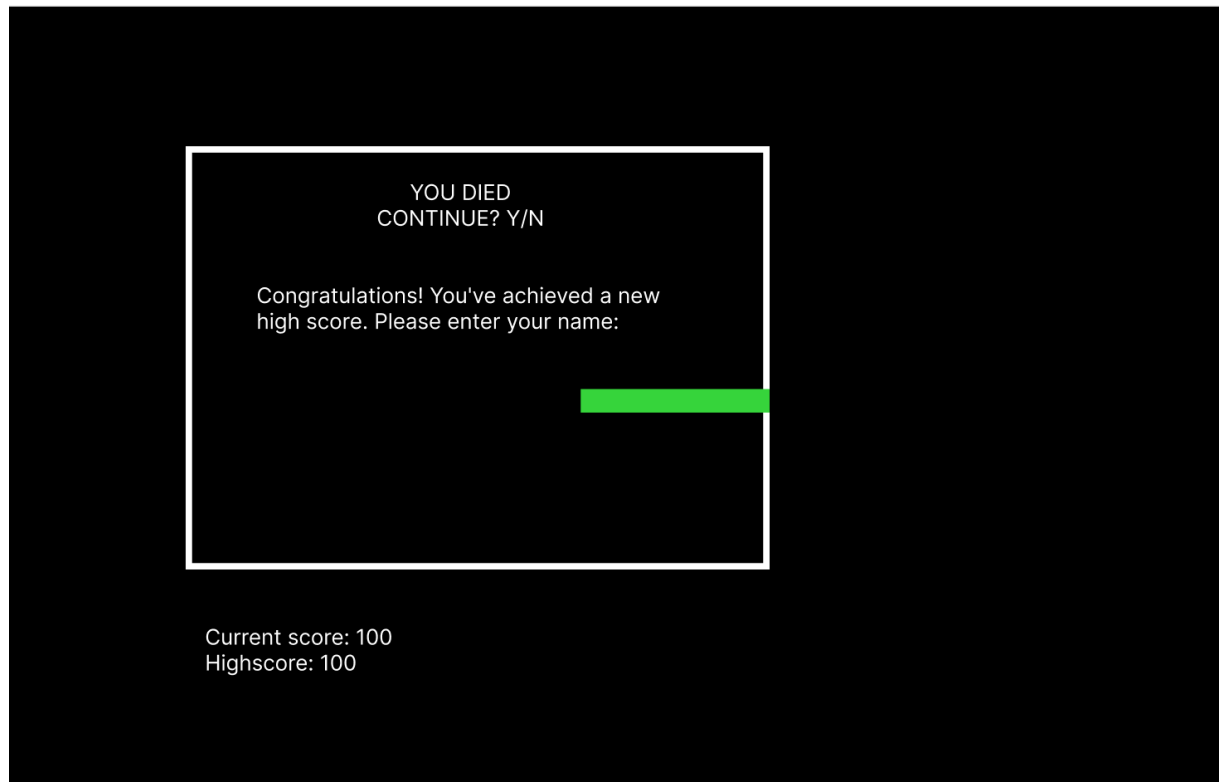 YOU DIED
CONTINUE? Y/N
Congratulations! You've achieved a new
high score. Please enter your name:
Current score: 100
Highscore: 100